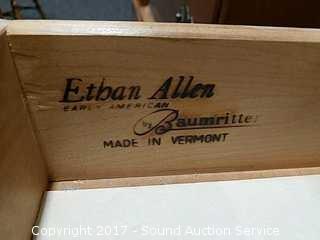 Ethan Allen
EARLY AMERICAN
by Baumritter
MADE IN VERMONT
Copyright 2017 - Sound Auction Service